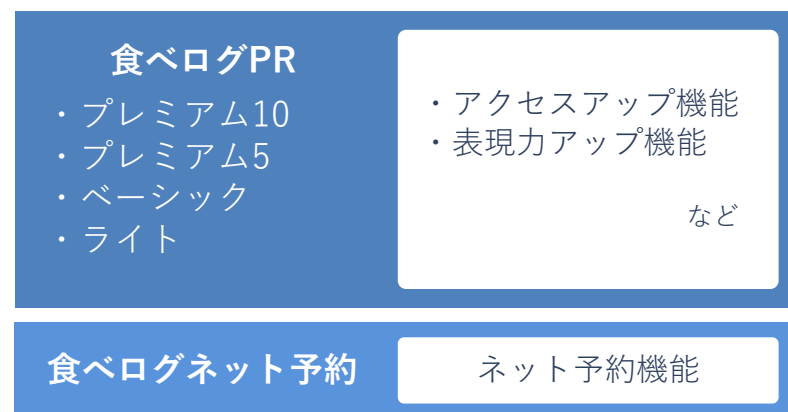 食べログPR
・プレミアム10
・プレミアム5
・ベーシック
・ライト
・アクセスアップ機能
・表現力アップ機能
など
食べログネット予約
ネット予約機能